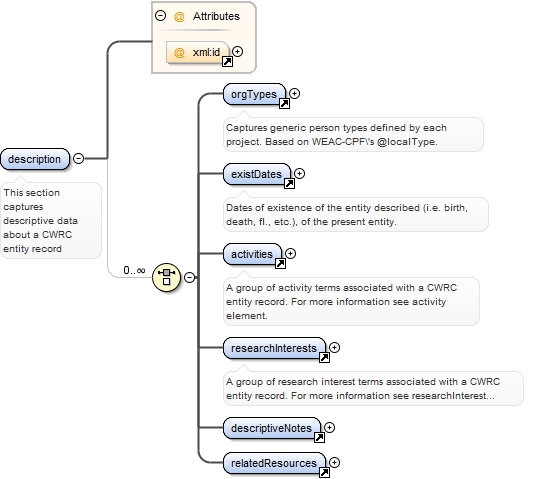 Attributes
@ xml:id
orgTypes
Captures generic person types defined by each
project. Based on WEAC-CPF\'s @localType.
description
This section
captures
descriptive data
about a CWRC
entity record
existDates
Dates of existence of the entity described (i.e. birth,
death, fl., etc.), of the present entity.
activities
A group of activity terms associated with a CWRC
entity record. For more information see activity
element.
0..∞
researchInterests
A group of research interest terms associated with a CWRC
entity record. For more information see researchInterest...
descriptiveNotes
relatedResources